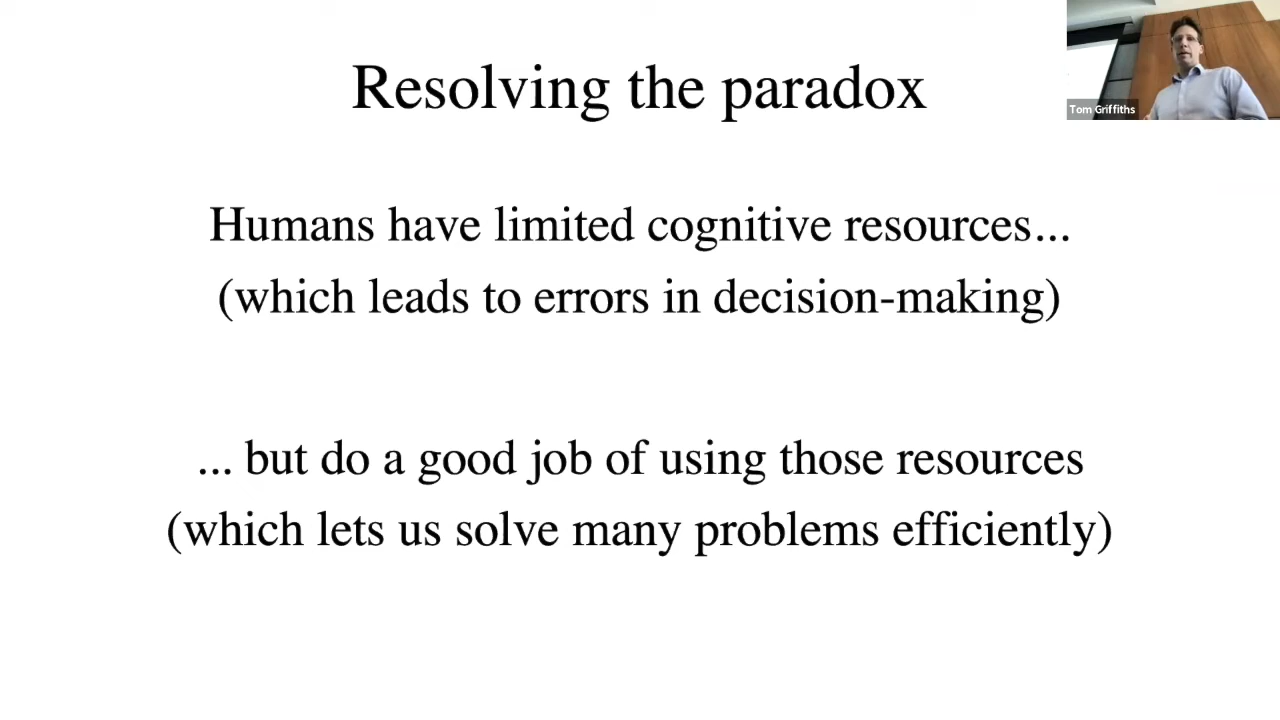 Resolving the paradox
Tom Griffiths
Humans have limited cognitive resources...
(which leads to errors in decision-making)
... but do a good job of using those resources
(which lets us solve many problems efficiently)